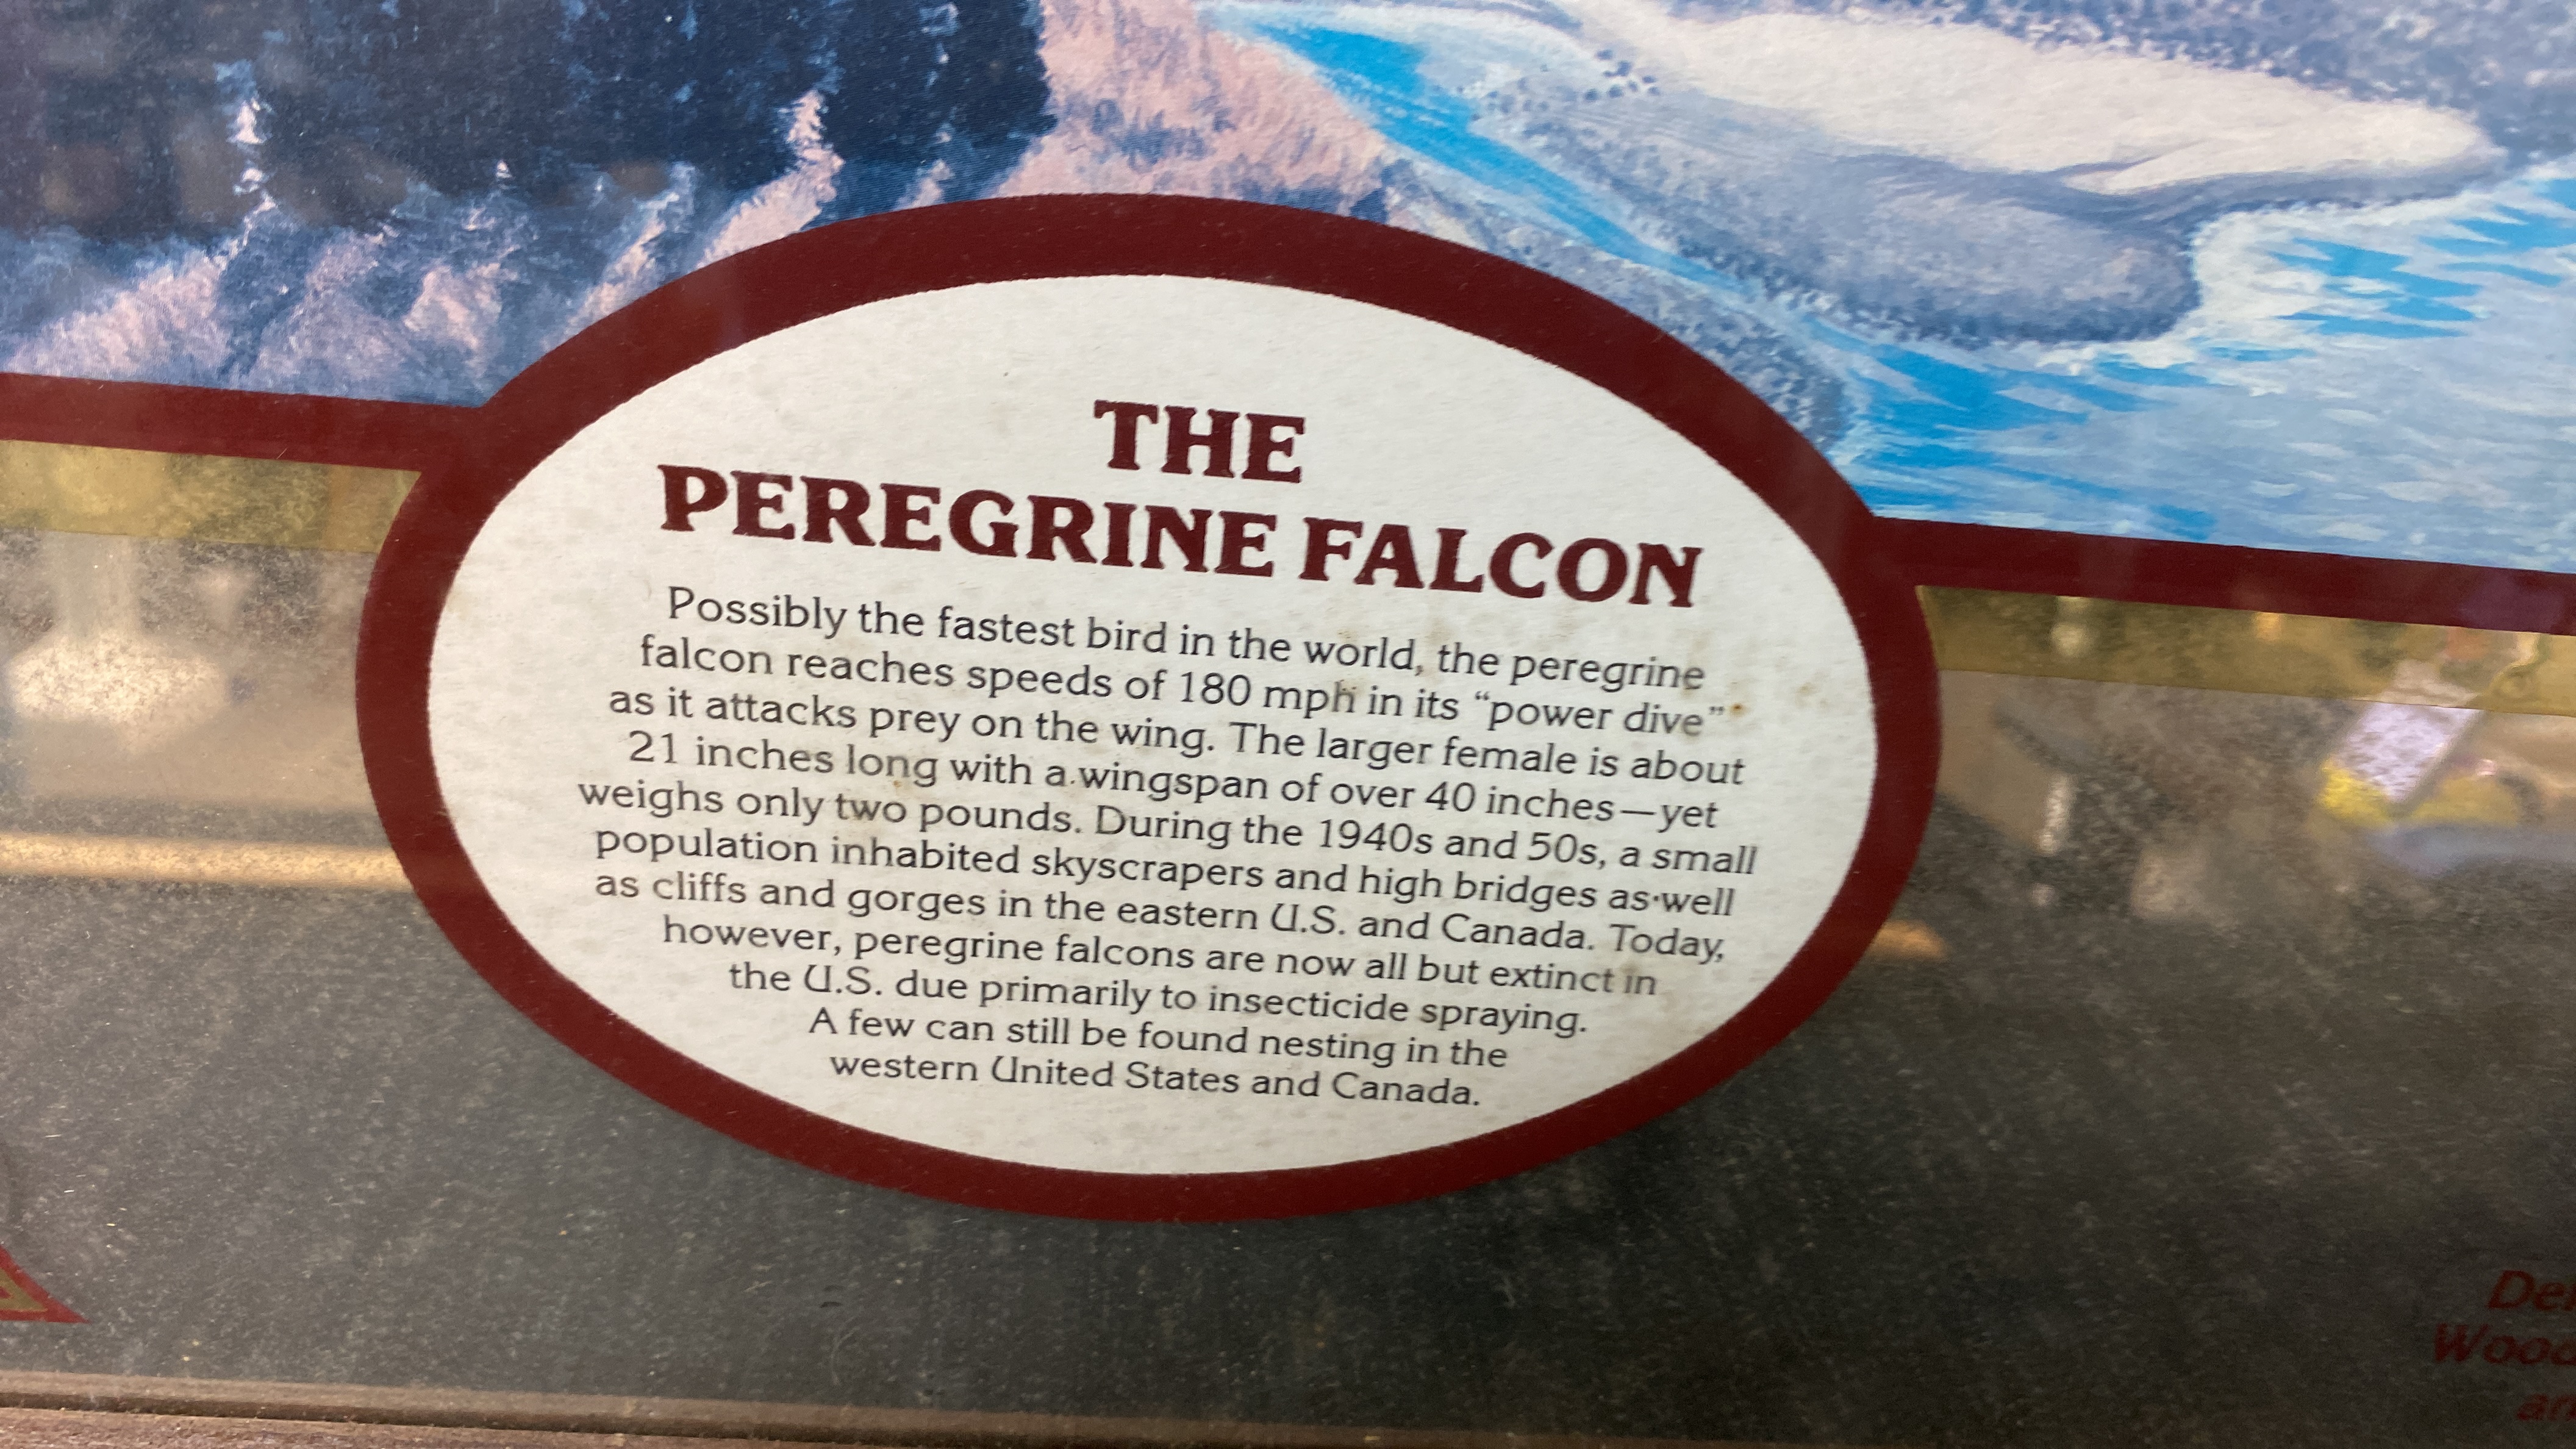 THE
PEREGRINE FALCON
Possibly the fastest bird in the world, the peregrine
falcon reaches speeds of 180 mph in its “power dive”
as it attacks prey on the wing. The larger female is about
21 inches long with a wingspan of over 40 inches—yet
weighs only two pounds. During the 1940s and 50s, a small
population inhabited skyscrapers and high bridges as well
as cliffs and gorges in the eastern U.S. and Canada. Today,
however, peregrine falcons are now all but extinct in
the U.S. due primarily to insecticide spraying.
A few can still be found nesting in the
western United States and Canada.